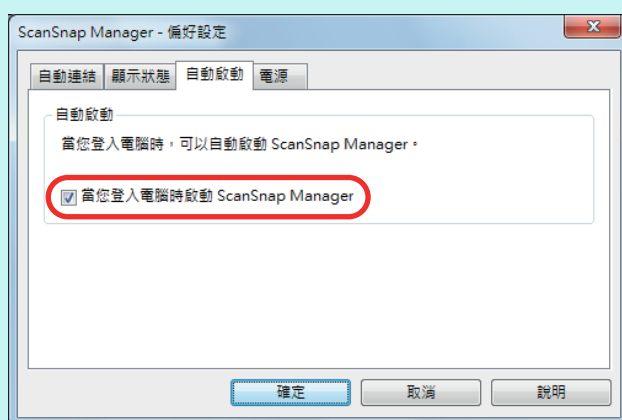 ScanSnap Manager - 偏好設定
自動連結 顯示狀態 自動啟動 電源
自動啟動
當您登入電腦時，可以自動啟動 ScanSnap Manager。
當您登入電腦時啟動 ScanSnap Manager
確定 取消 說明